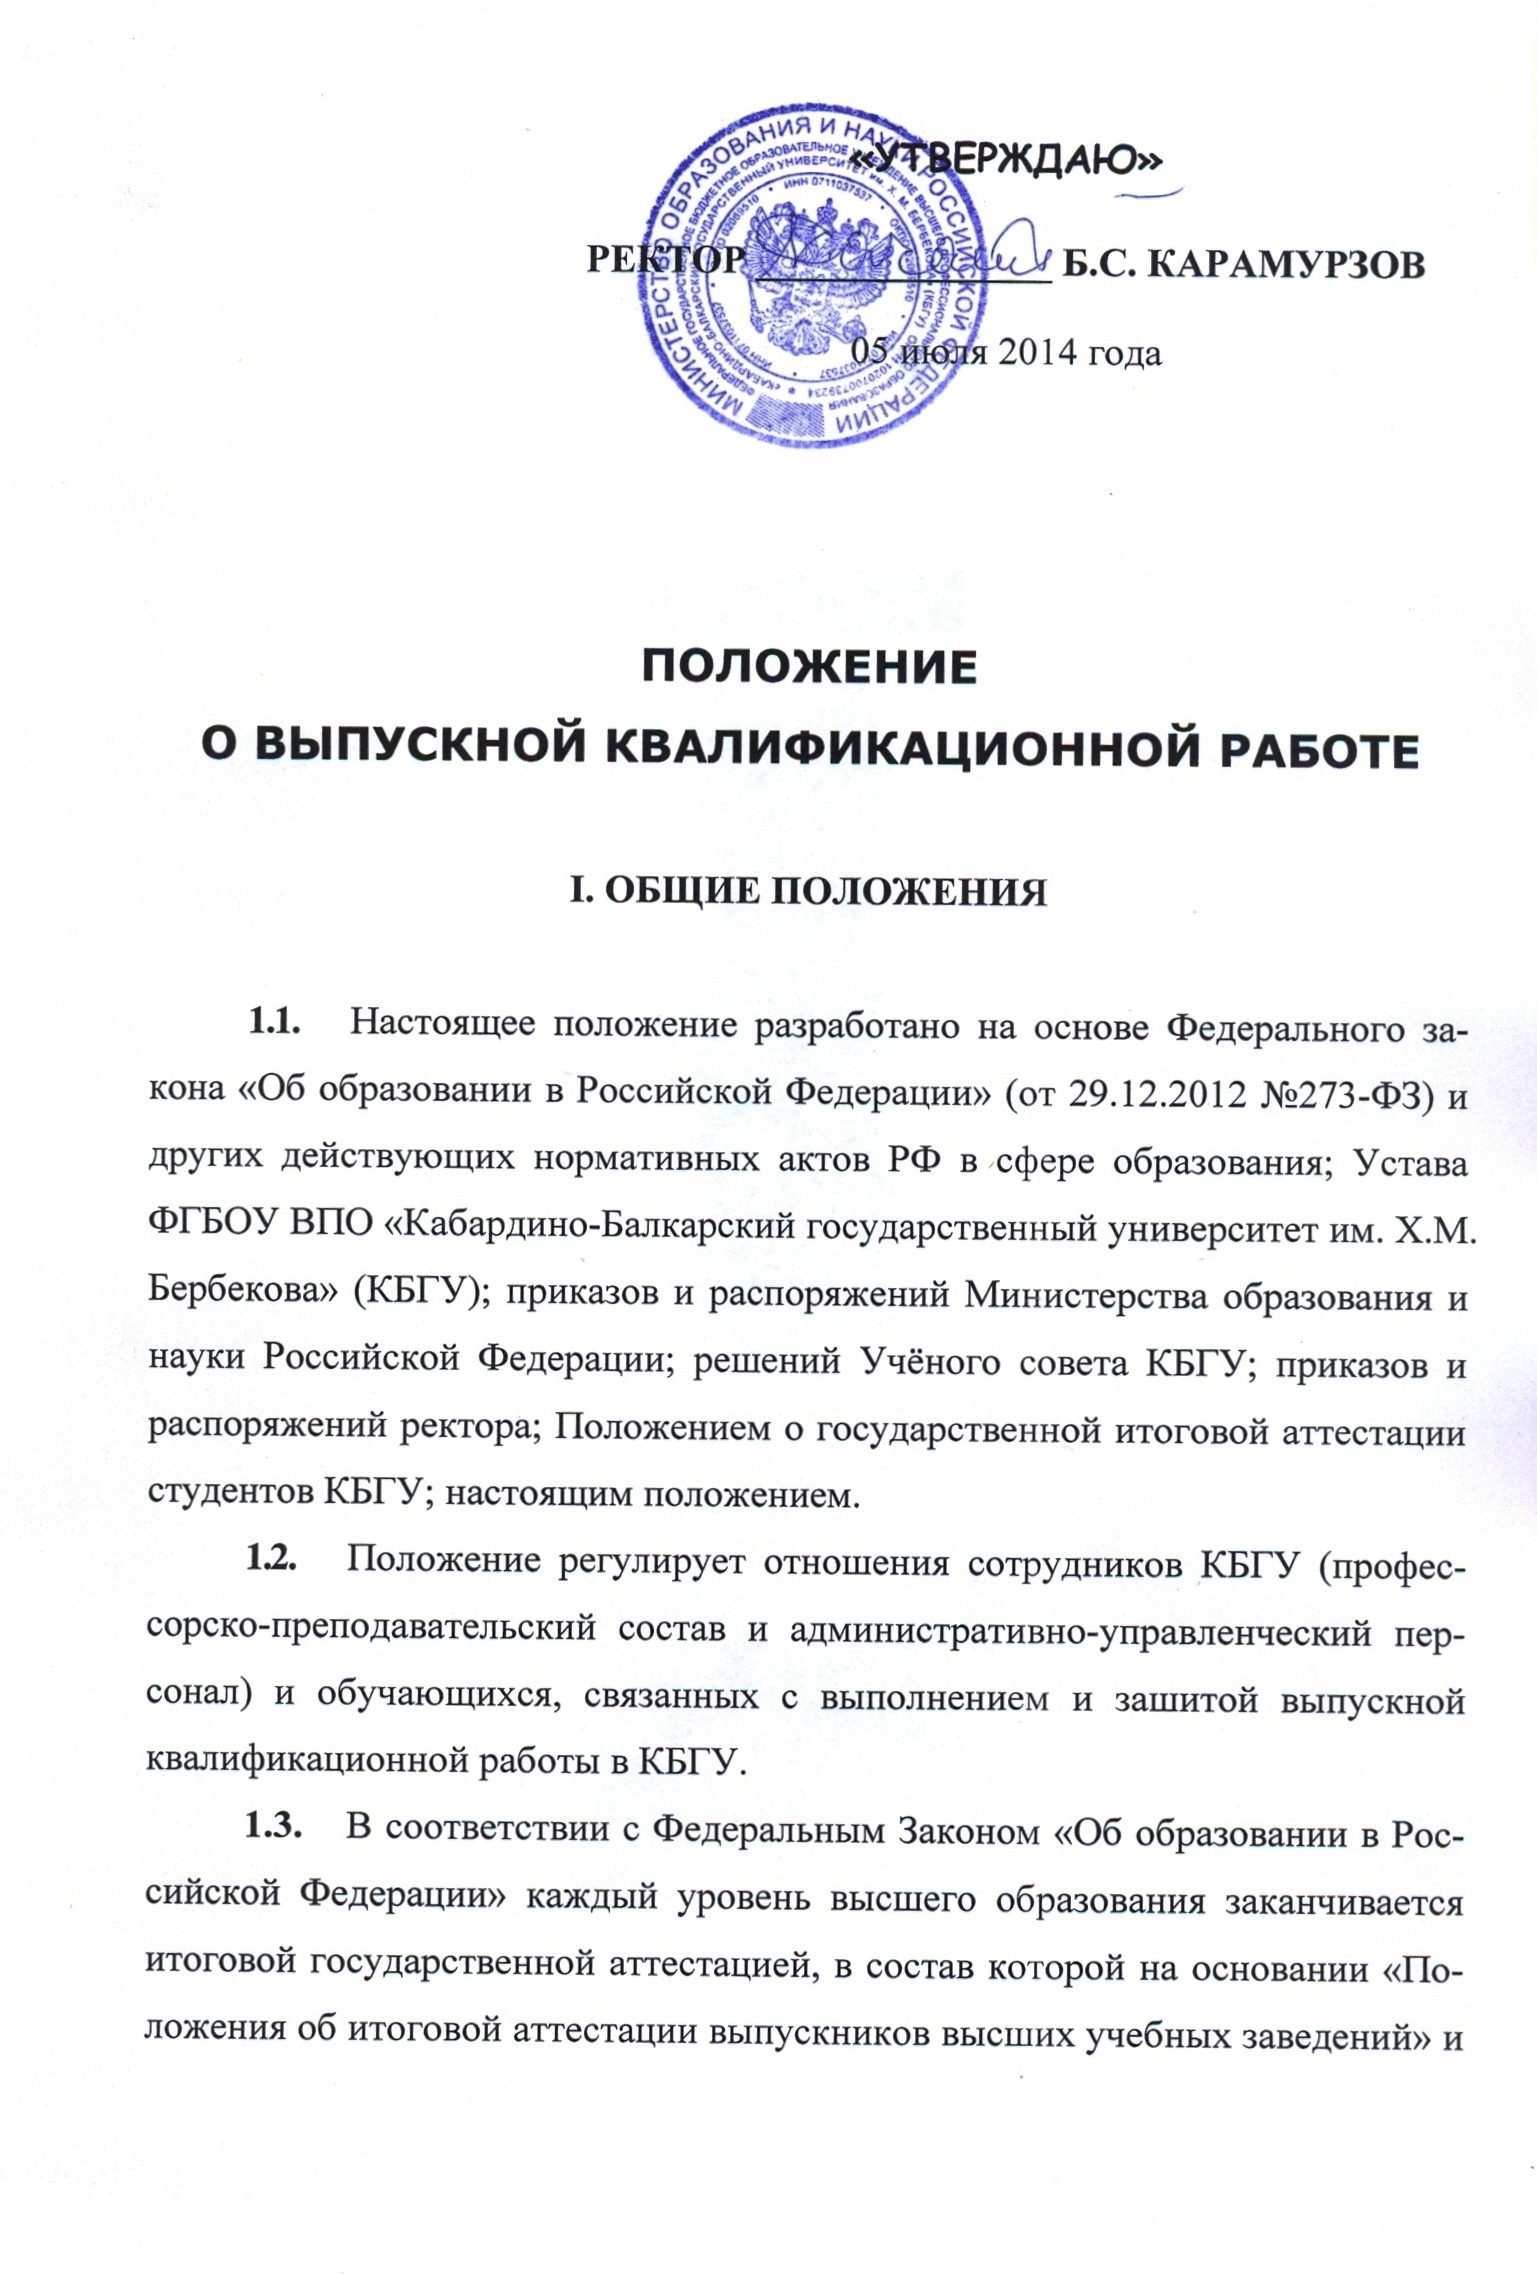 «УТВЕРЖДАЮ»
РЕКТОР Б.С. КАРАМУРЗОВ
05 июля 2014 года
МИНИСТЕРСТВО ОБРАЗОВАНИЯ И НАУКИ РОССИЙСКОЙ ФЕДЕРАЦИИ
ПОЛОЖЕНИЕ
О ВЫПУСКНОЙ КВАЛИФИКАЦИОННОЙ РАБОТЕ
I. ОБЩИЕ ПОЛОЖЕНИЯ
1.1. Настоящее положение разработано на основе Федерального за-
кона «Об образовании в Российской Федерации» (от 29.12.2012 №273-ФЗ) и
других действующих нормативных актов РФ в сфере образования; Устава
ФГБОУ ВПО «Кабардино-Балкарский государственный университет им. Х.М.
Бербекова» (КБГУ); приказов и распоряжений Министерства образования и
науки Российской Федерации; решений Учёного совета КБГУ; приказов и
распоряжений ректора; Положением о государственной итоговой аттестации
студентов КБГУ; настоящим положением.
1.2. Положение регулирует отношения сотрудников КБГУ (профес-
сорско-преподавательский состав и административно-управленческий пер-
сонал) и обучающихся, связанных с выполнением и зашитой выпускной
квалификационной работы в КБГУ.
1.3. В соответствии с Федеральным Законом «Об образовании в Рос-
сийской Федерации» каждый уровень высшего образования заканчивается
итоговой государственной аттестацией, в состав которой на основании «По-
ложения об итоговой аттестации выпускников высших учебных заведений» и